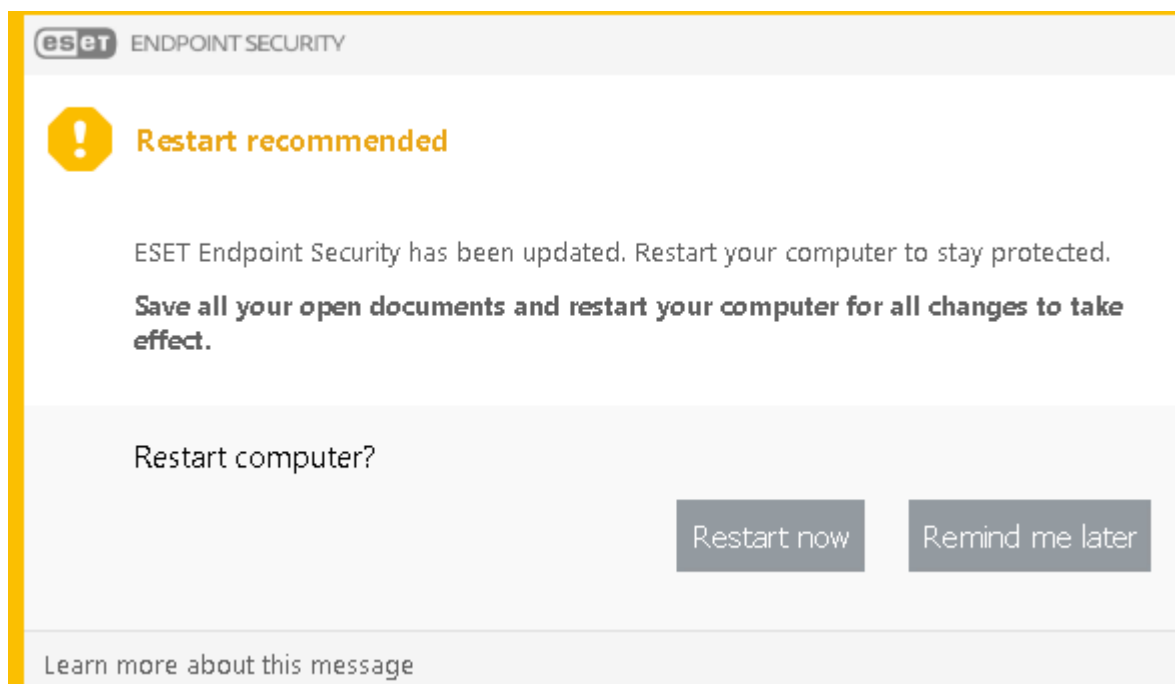 eset ENDPOINT SECURITY
Restart recommended
ESET Endpoint Security has been updated. Restart your computer to stay protected.
Save all your open documents and restart your computer for all changes to take
effect.
Restart computer?
Restart now Remind me later
Learn more about this message